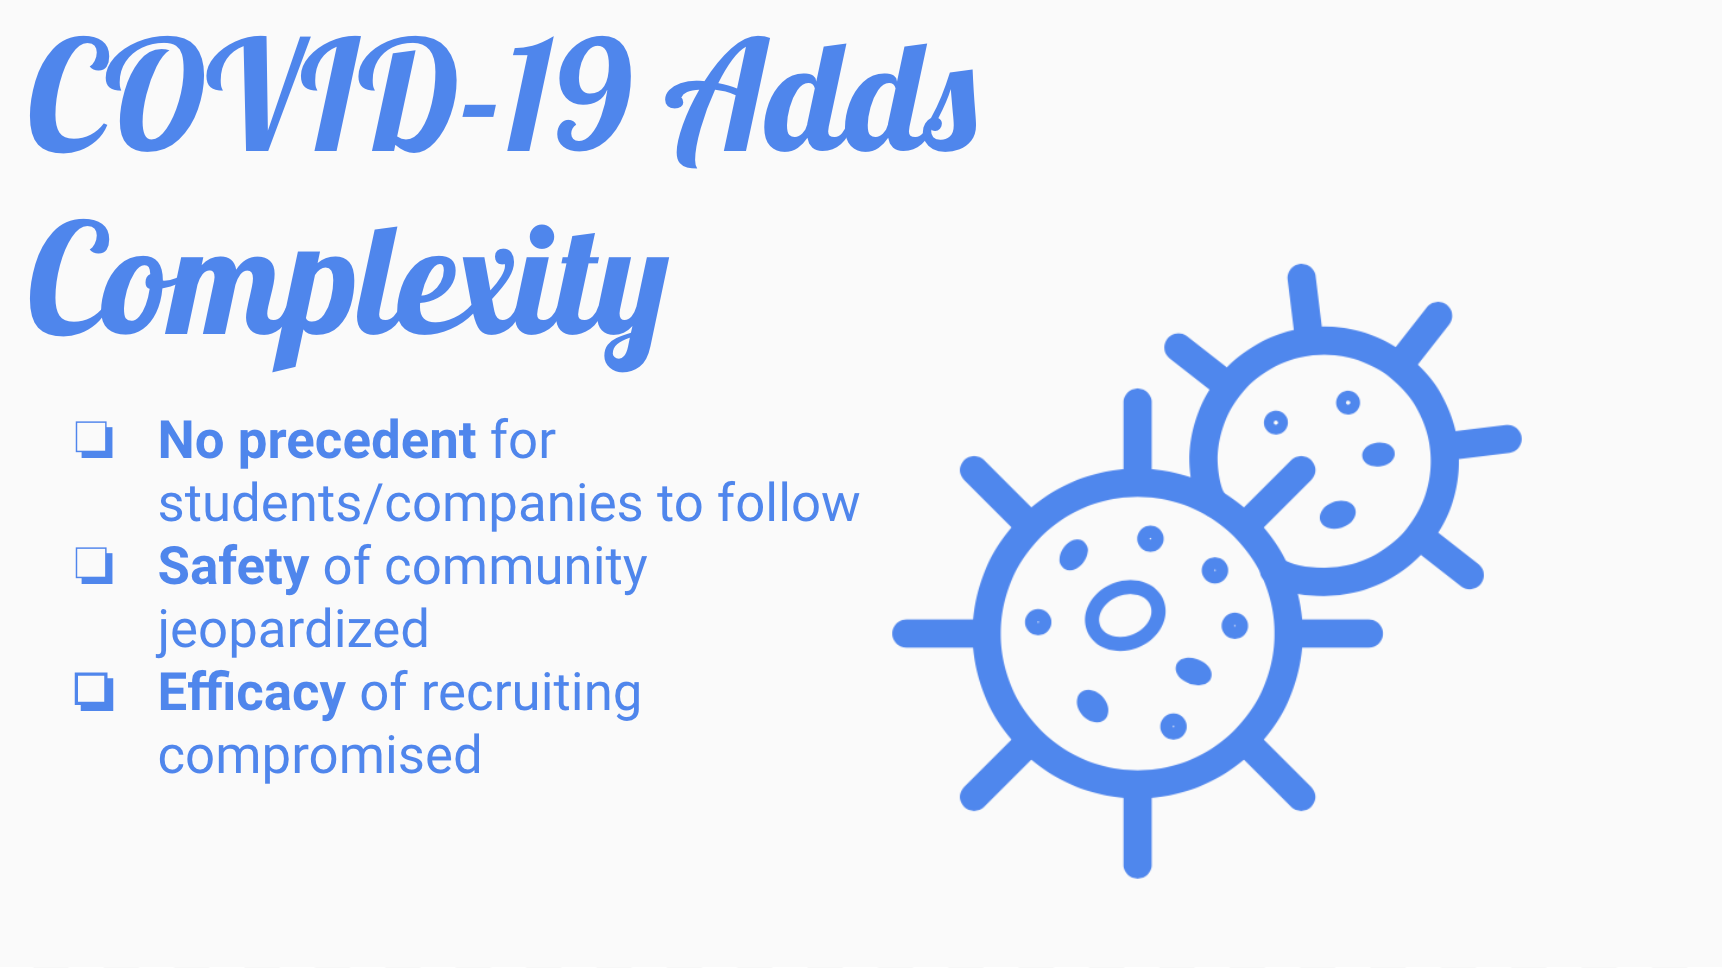 COVID-19 Adds
Complexity
❏ No precedent for
students/companies to follow
❏ Safety of community
jeopardized
❏ Efficacy of recruiting
compromised